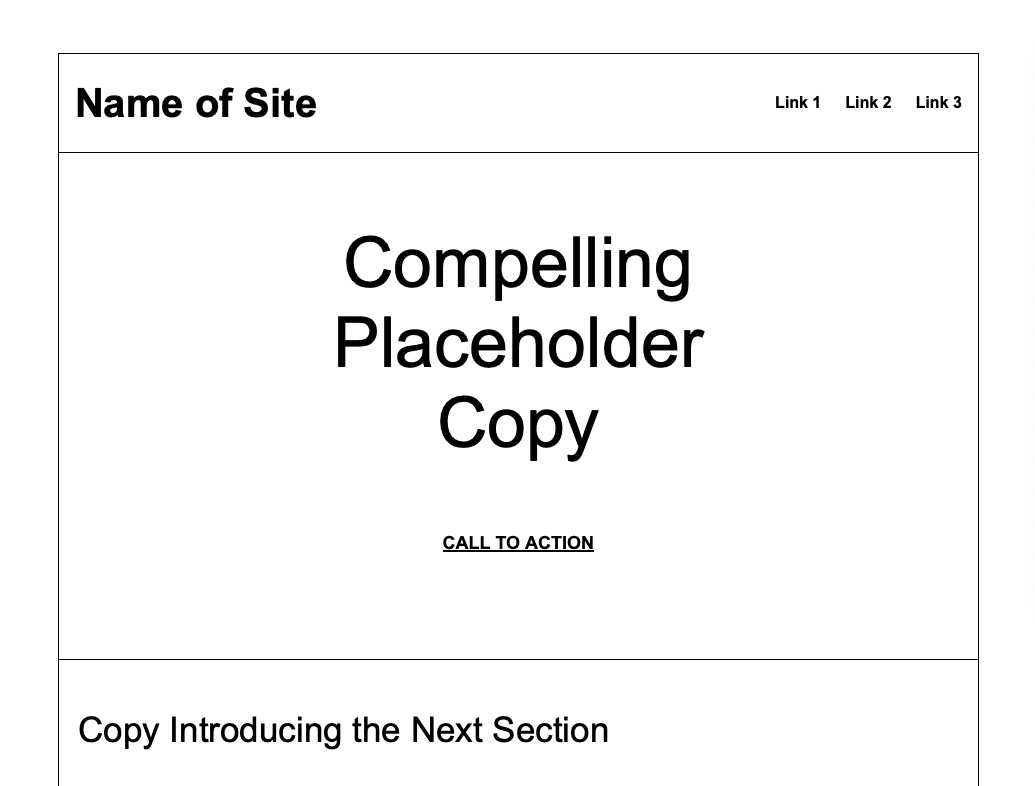 Name of Site
Link 1 Link 2 Link 3
Compelling
Placeholder
Copy
CALL TO ACTION
Copy Introducing the Next Section